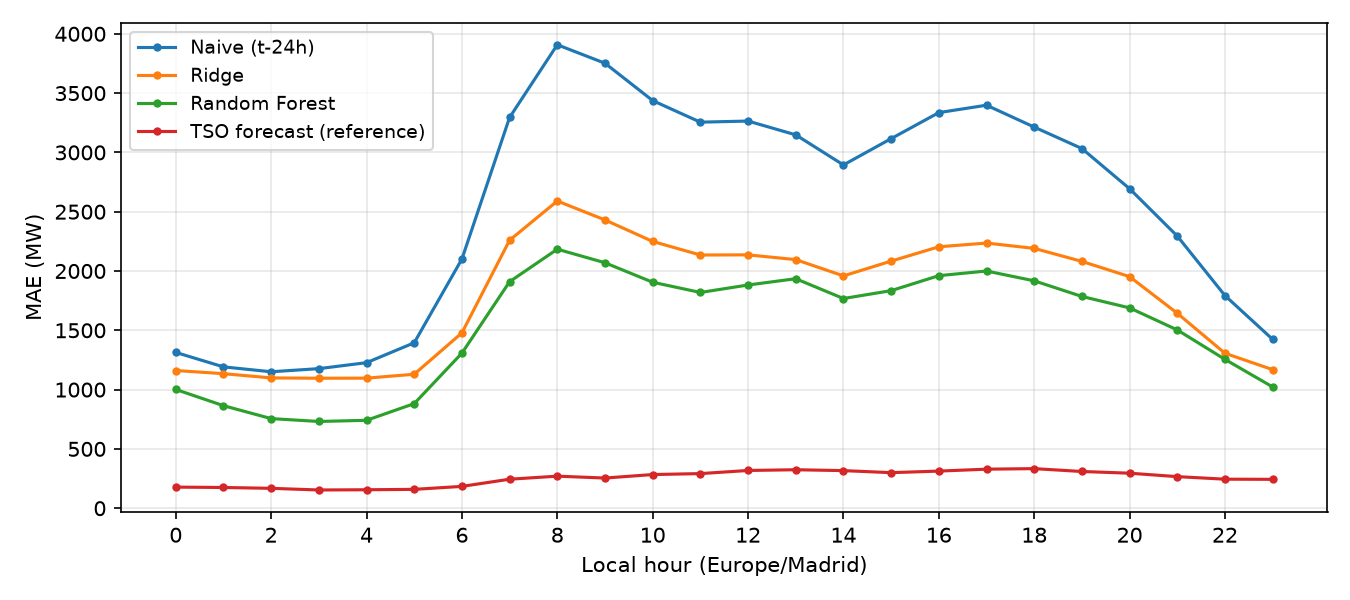 4000
3500
3000
2500
2000
1500
1000
500
0
MAE (MW)
Naive (t-24h)
Ridge
Random Forest
TSO forecast (reference)
0 2 4 6 8 10 12 14 16 18 20 22
Local hour (Europe/Madrid)